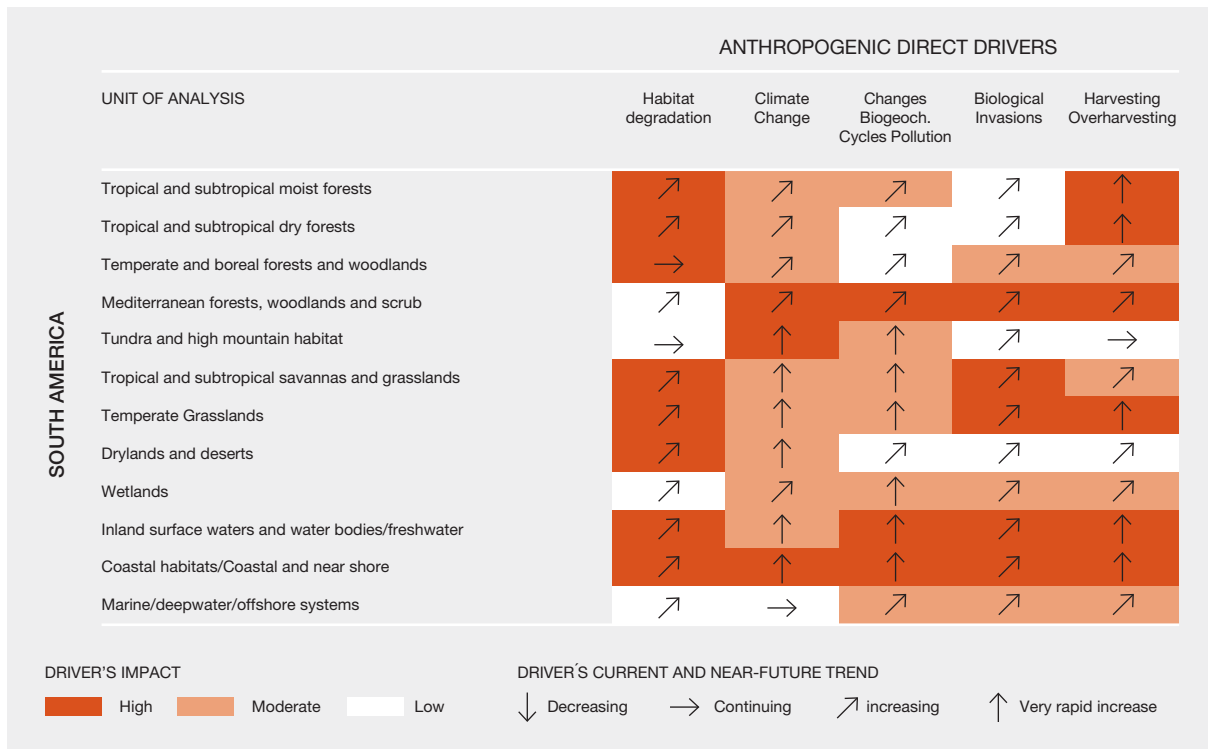 ANTHROPOGENIC DIRECT DRIVERS
UNIT OF ANALYSIS
Habitat
degradation
Climate
Change
Changes
Biogeoch.
Cycles Pollution
Biological
Invasions
Harvesting
Overharvesting
SOUTH AMERICA
Tropical and subtropical moist forests
Tropical and subtropical dry forests
Temperate and boreal forests and woodlands
Mediterranean forests, woodlands and scrub
Tundra and high mountain habitat
Tropical and subtropical savannas and grasslands
Temperate Grasslands
Drylands and deserts
Wetlands
Inland surface waters and water bodies/freshwater
Coastal habitats/Coastal and near shore
Marine/deepwater/offshore systems
DRIVER'S IMPACT
High
Moderate
Low
DRIVER´S CURRENT AND NEAR-FUTURE TREND
Decreasing
Continuing
increasing
Very rapid increase